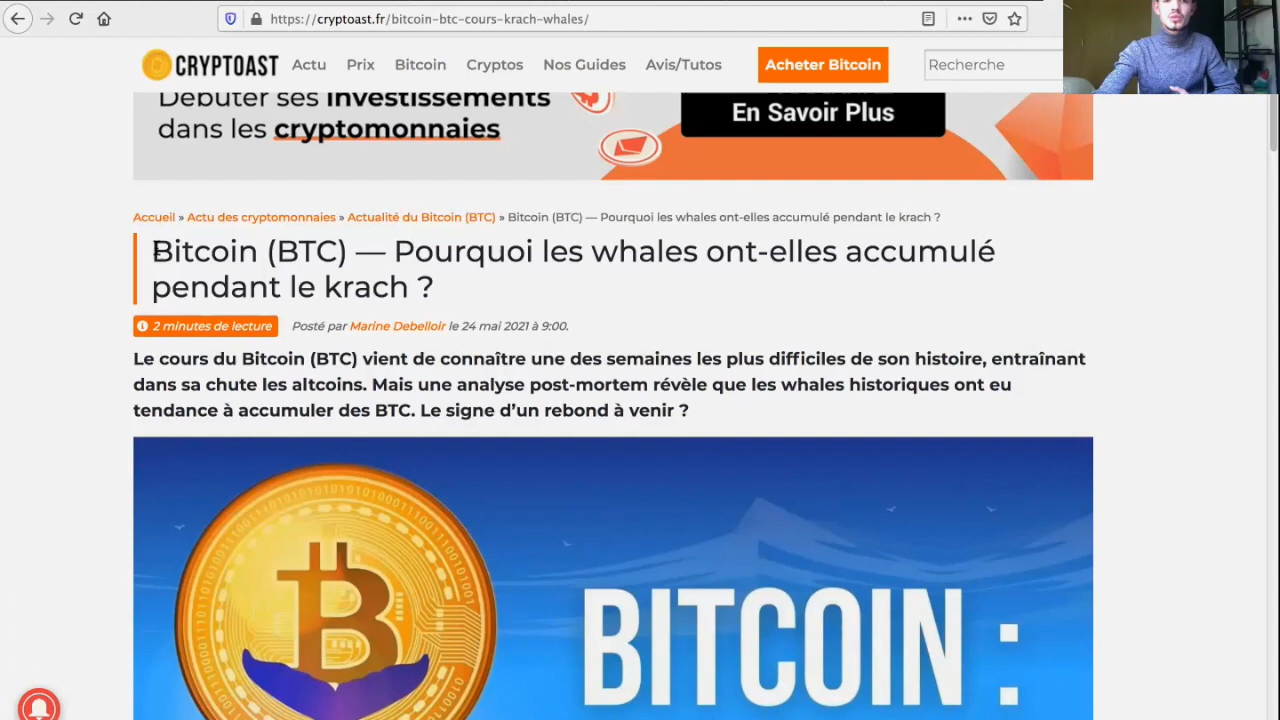 https://cryptoast.fr/bitcoin-btc-cours-krach-whales/
CRYPTOAST Actu Prix Bitcoin Cryptos Nos Guides Avis/Tutos Acheter Bitcoin Recherche
Débuter ses investissements
dans les cryptomonnaies
En Savoir Plus
Accueil » Actu des cryptomonnaies » Actualité du Bitcoin (BTC) » Bitcoin (BTC) — Pourquoi les whales ont-elles accumulé pendant le krach ?
Bitcoin (BTC) — Pourquoi les whales ont-elles accumulé
pendant le krach ?
2 minutes de lecture Posté par Marine Debelloir le 24 mai 2021 à 9:00.
Le cours du Bitcoin (BTC) vient de connaître une des semaines les plus difficiles de son histoire, entraînant
dans sa chute les altcoins. Mais une analyse post-mortem révèle que les whales historiques ont eu
tendance à accumuler des BTC. Le signe d’un rebond à venir ?
BITCOIN :